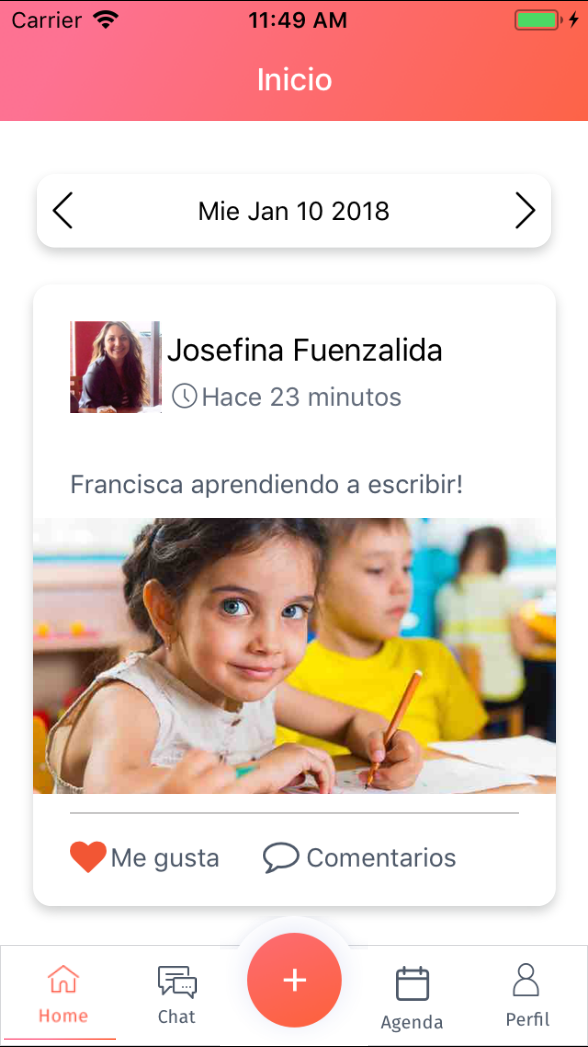 Carrier 11:49 AM
Inicio
Mie Jan 10 2018
Josefina Fuenzalida
Hace 23 minutos
Francisca aprendiendo a escribir!
Me gusta Comentarios
Home Chat Agenda Perfil